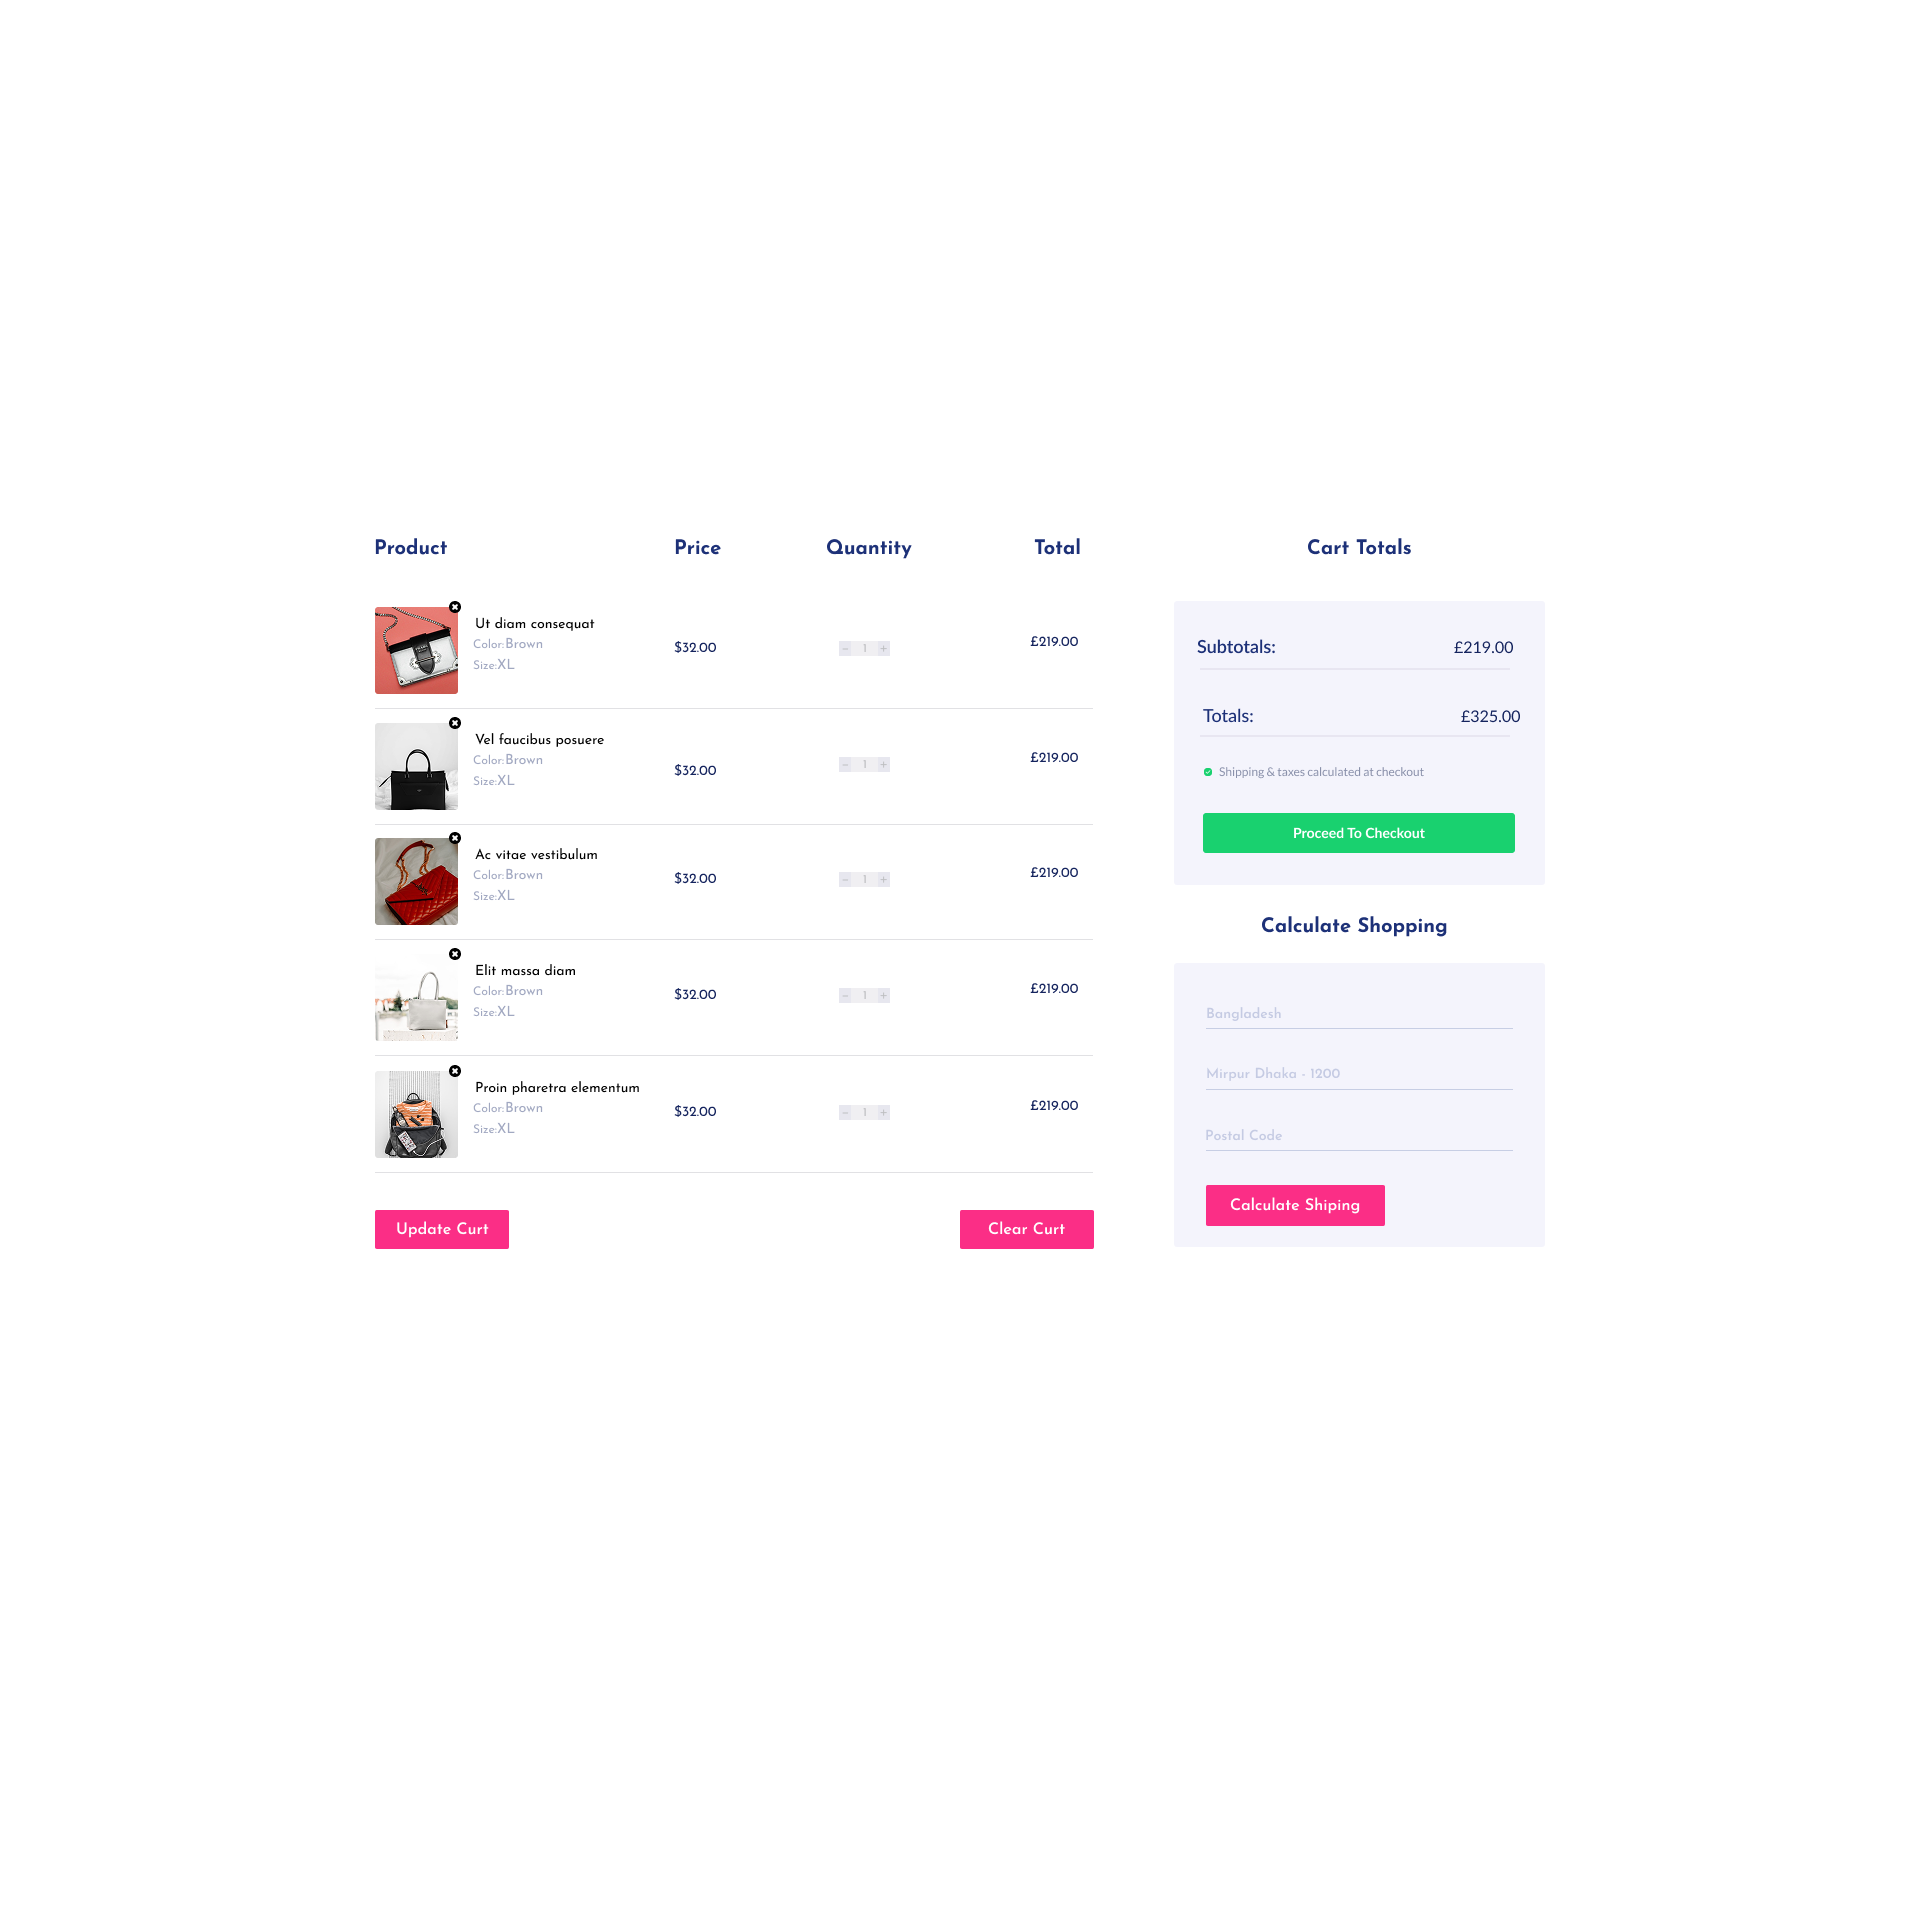 Product Price Quantity Total
Ut diam consequat
Color:Brown
Size:XL
$32.00
- 1 +
£219.00
Vel faucibus posuere
Color:Brown
Size:XL
$32.00
- 1 +
£219.00
Ac vitae vestibulum
Color:Brown
Size:XL
$32.00
- 1 +
£219.00
Elit massa diam
Color:Brown
Size:XL
$32.00
- 1 +
£219.00
Proin pharetra elementum
Color:Brown
Size:XL
$32.00
- 1 +
£219.00
Update Curt
Clear Curt
Cart Totals
Subtotals: £219.00
Totals: £325.00
Shipping & taxes calculated at checkout
Proceed To Checkout
Calculate Shopping
Bangladesh
Mirpur Dhaka - 1200
Postal Code
Calculate Shiping